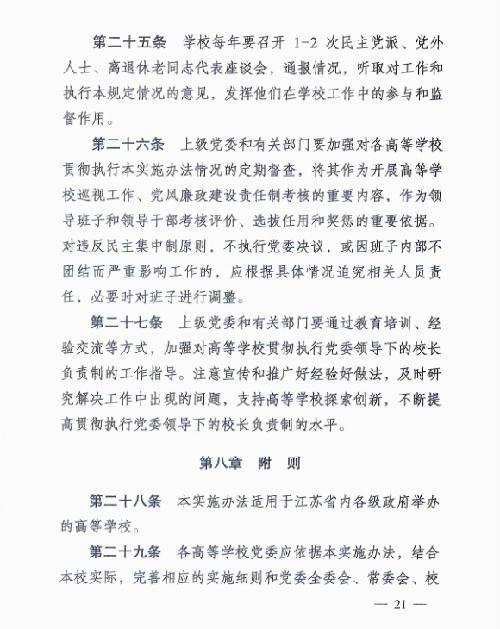 第二十五条 学校每年要召开 1-2 次民主党派、党外
人士、离退休老同志代表座谈会，通报情况，听取对工作和
执行本规定情况的意见，发挥他们在学校工作中的参与和监
督作用。
第二十六条 上级党委和有关部门要加强对各高等学校
贯彻执行本实施办法情况的定期督查，将其作为开展高等学
校巡视工作、党风廉政建设责任制考核的重要内容，作为领
导班子和领导干部考核评价、选拔任用和奖惩的重要依据。
对违反民主集中制原则，不执行党委决议，或因班子内部不
团结而严重影响工作的，应根据具体情况追究相关人员责
任，必要时对班子进行调整。
第二十七条 上级党委和有关部门要通过教育培训、经
验交流等方式，加强对高等学校贯彻执行党委领导下的校长
负责制的工作指导。注意宣传和推广好经验好做法，及时研
究解决工作中出现的问题，支持高等学校探索创新，不断提
高贯彻执行党委领导下的校长负责制的水平。
第八章 附 则
第二十八条 本实施办法适用于江苏省内各级政府举办
的高等学校。
第二十九条 各高等学校党委应依据本实施办法，结合
本校实际，完善相应的实施细则和党委全委会、常委会、校
— 21 —